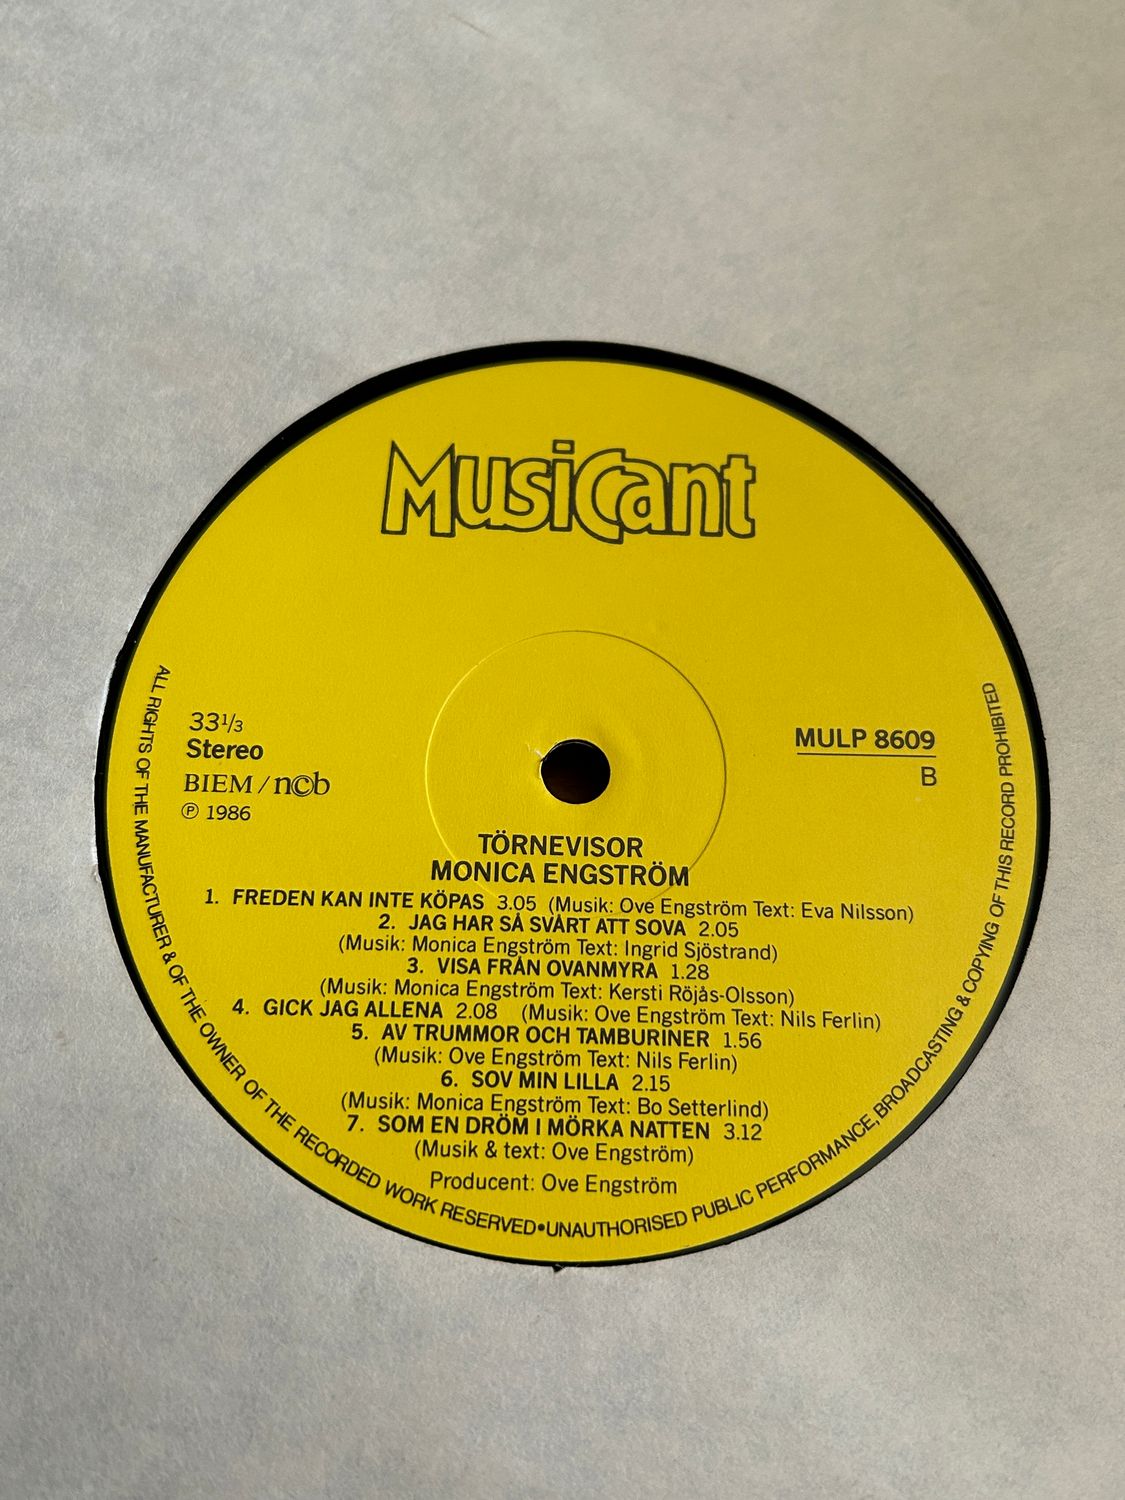 Musicant
33 1/3
Stereo
BIEM / n©b
℗ 1986
MULP 8609
B
TÖRNEVISOR
MONICA ENGSTRÖM
1. FREDEN KAN INTE KÖPAS 3.05 (Musik: Ove Engström Text: Eva Nilsson)
2. JAG HAR SÅ SVÅRT ATT SOVA 2.05
(Musik: Monica Engström Text: Ingrid Sjöstrand)
3. VISA FRÅN OVANMYRA 1.28
(Musik: Monica Engström Text: Kersti Röjås-Olsson)
4. GICK JAG ALLENA 2.08 (Musik: Ove Engström Text: Nils Ferlin)
5. AV TRUMMOR OCH TAMBURINER 1.56
(Musik: Ove Engström Text: Nils Ferlin)
6. SOV MIN LILLA 2.15
(Musik: Monica Engström Text: Bo Setterlind)
7. SOM EN DRÖM I MÖRKA NATTEN 3.12
(Musik & text: Ove Engström)
Producent: Ove Engström
ALL RIGHTS OF THE MANUFACTURER & OF THE OWNER OF THE RECORDED WORK RESERVED•UNAUTHORISED PUBLIC PERFORMANCE, BROADCASTING & COPYING OF THIS RECORD PROHIBITED